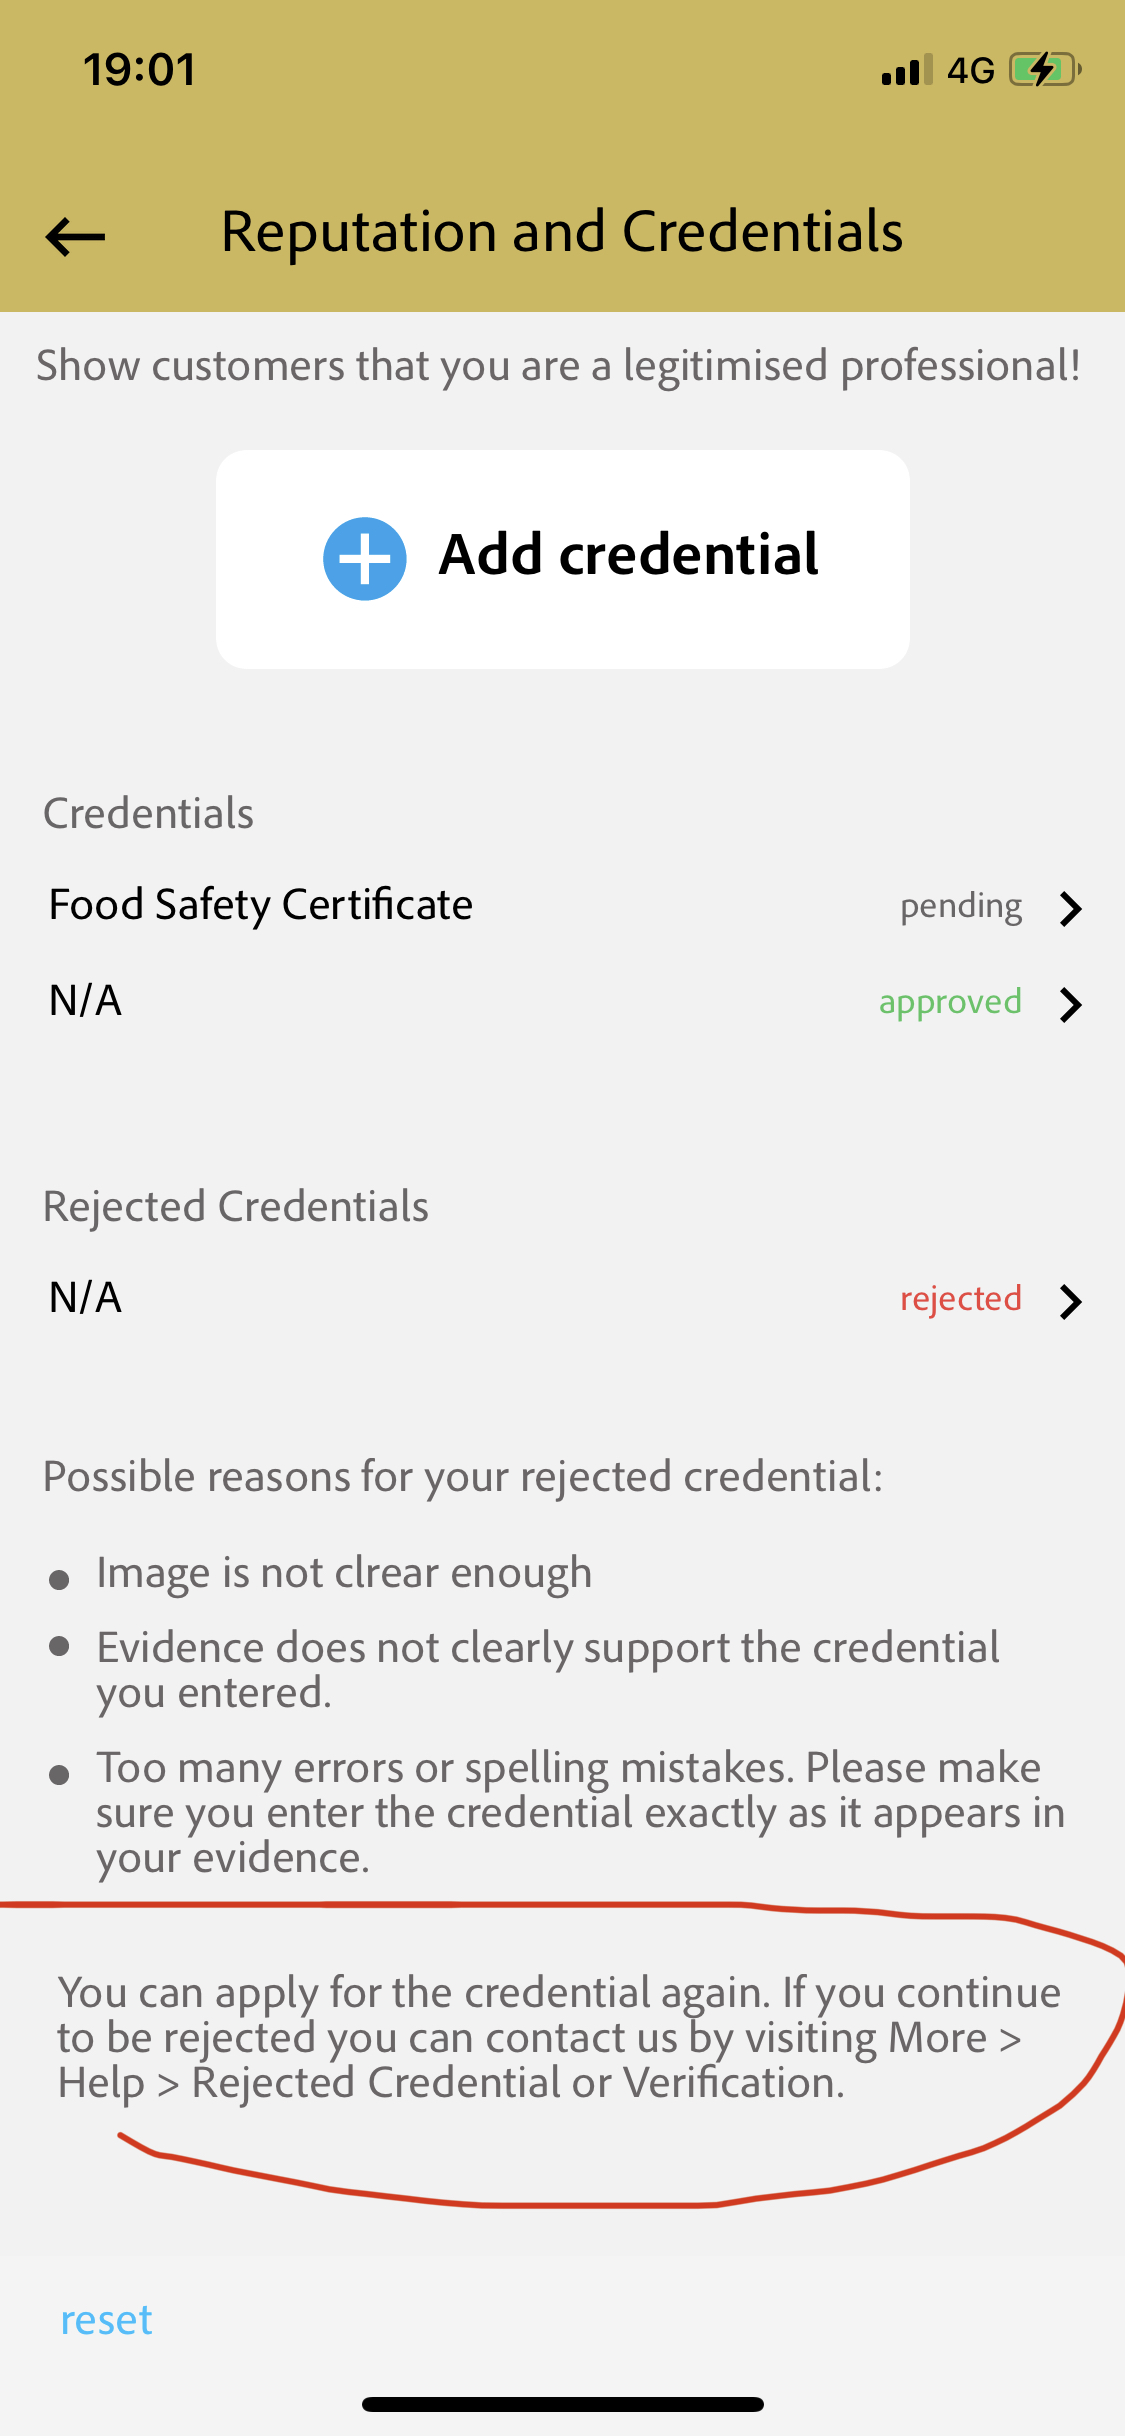 19:01 4G
Reputation and Credentials
Show customers that you are a legitimised professional!
Add credential
Credentials
Food Safety Certificate pending
N/A approved
Rejected Credentials
N/A rejected
Possible reasons for your rejected credential:
Image is not clrear enough
Evidence does not clearly support the credential
you entered.
Too many errors or spelling mistakes. Please make
sure you enter the credential exactly as it appears in
your evidence.
You can apply for the credential again. If you continue
to be rejected you can contact us by visiting More >
Help > Rejected Credential or Verification.
reset